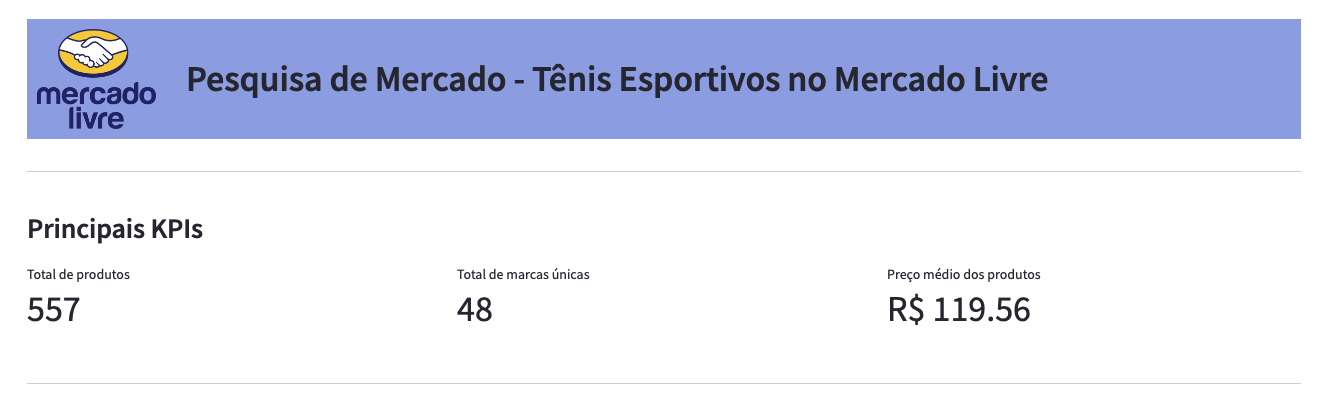 mercado
livre
Pesquisa de Mercado - Tênis Esportivos no Mercado Livre
Principais KPIs
Total de produtos
557
Total de marcas únicas
48
Preço médio dos produtos
R$ 119.56